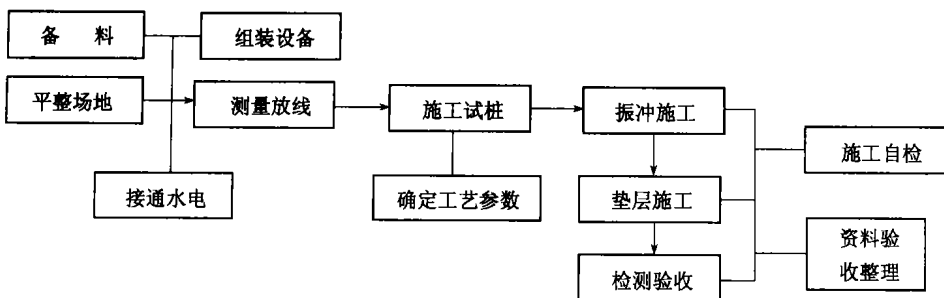 备 料
组装设备
平整场地
测量放线
施工试桩
振冲施工
施工自检
接通水电
确定工艺参数
垫层施工
资料验
收整理
检测验收